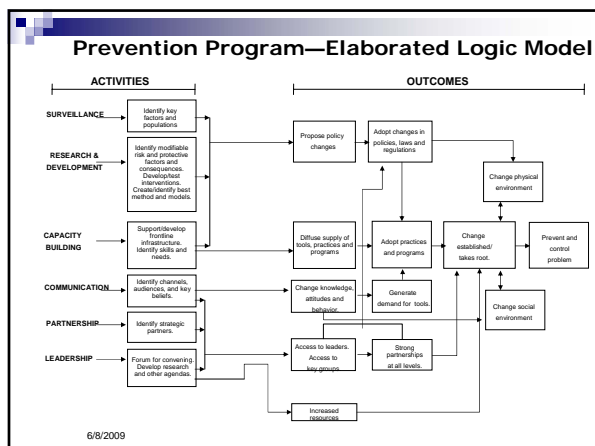 Prevention Program—Elaborated Logic Model
ACTIVITIES
OUTCOMES
SURVEILLANCE
Identify key
factors and
populations
RESEARCH &
DEVELOPMENT
Identify modifiable
risk and protective
factors and
consequences.
Develop/test
interventions.
Create/identify best
method and models.
CAPACITY
BUILDING
Support/develop
frontline
infrastructure.
Identify skills and
needs.
COMMUNICATION
Identify channels,
audiences, and key
beliefs.
PARTNERSHIP
Identify strategic
partners.
LEADERSHIP
Forum for convening.
Develop research
and other agendas.
Propose policy
changes
Adopt changes in
policies, laws and
regulations
Change physical
environment
Diffuse supply of
tools, practices and
programs
Adopt practices
and programs
Change
established/
takes root.
Prevent and
control
problem
Change knowledge,
attitudes and
behavior.
Generate
demand for tools.
Change social
environment
Access to leaders.
Access to
key groups.
Strong
partnerships
at all levels.
Increased
resources
6/8/2009